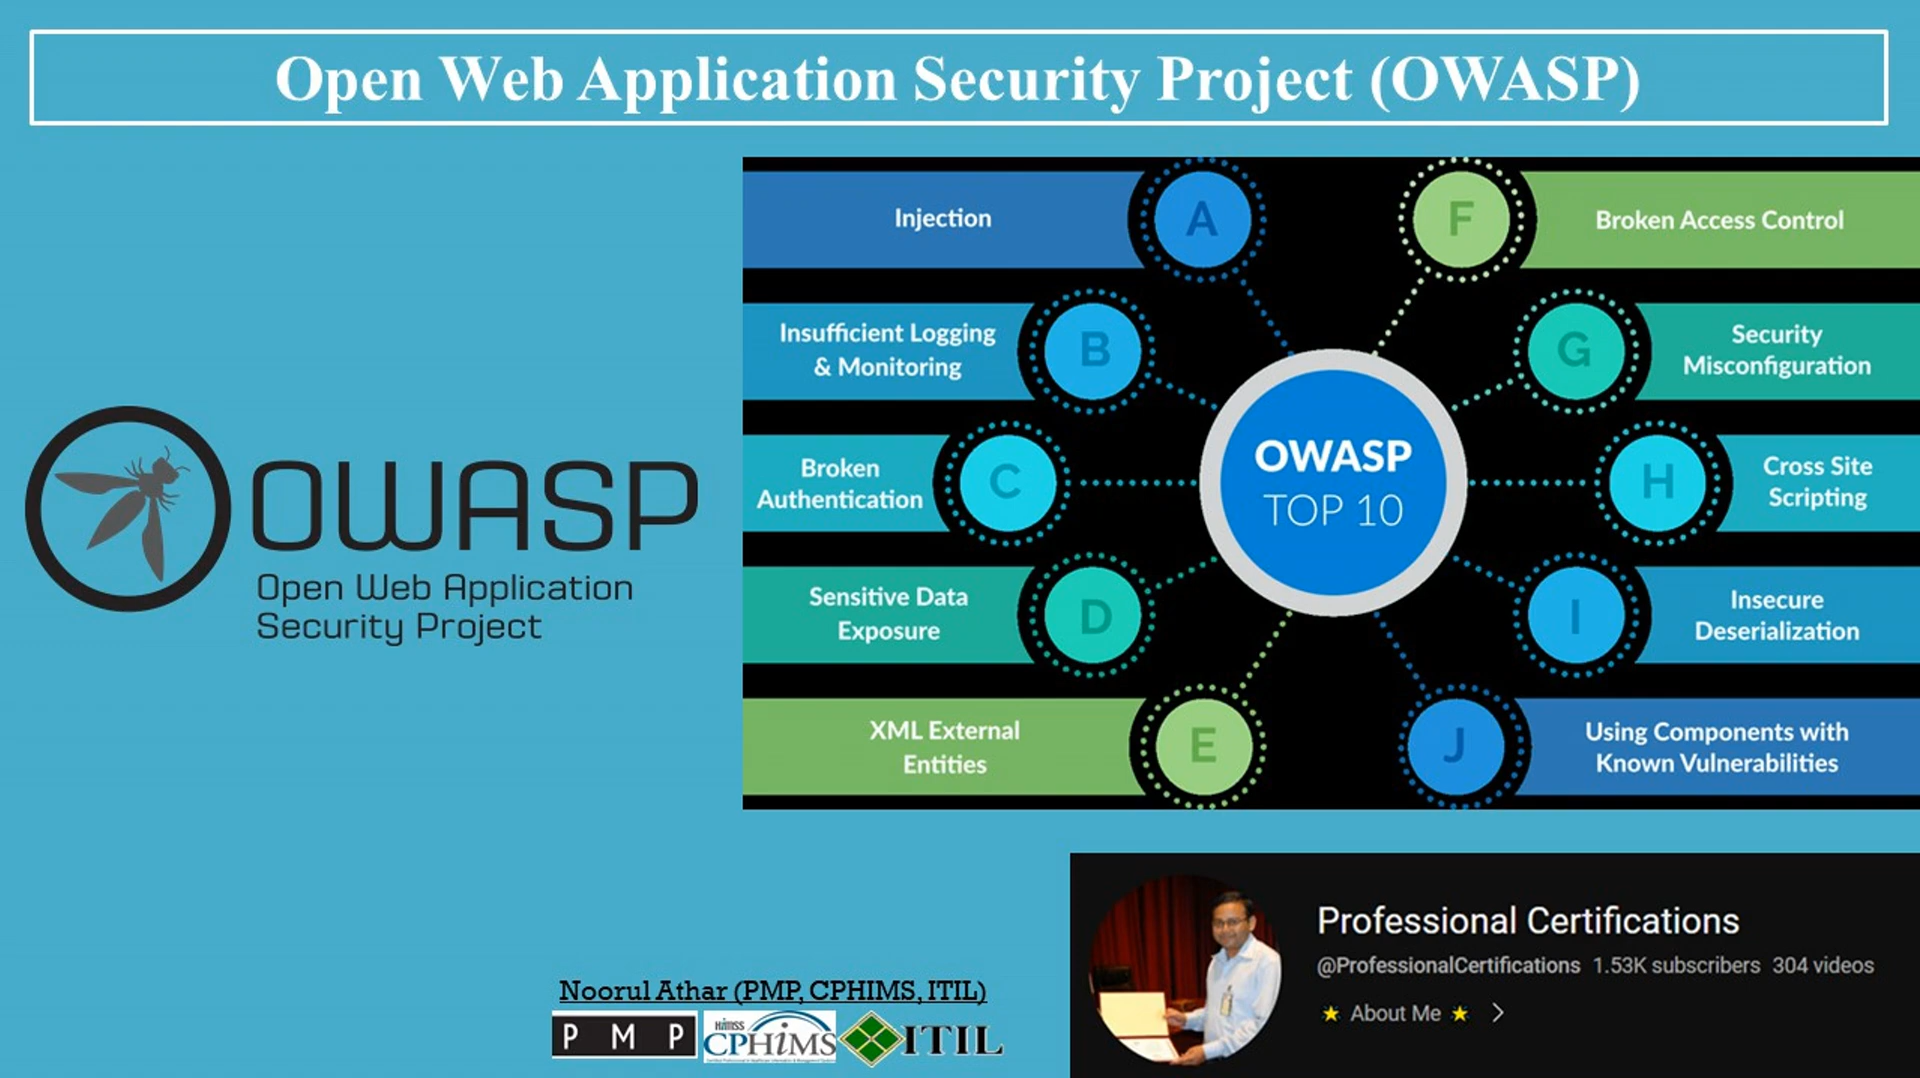 Open Web Application Security Project (OWASP)
OWASP
Open Web Application
Security Project
Injection
A
Insufficient Logging
& Monitoring
B
Broken
Authentication
C
Sensitive Data
Exposure
D
XML External
Entities
E
OWASP
TOP 10
F
Broken Access Control
G
Security
Misconfiguration
H
Cross Site
Scripting
I
Insecure
Deserialization
J
Using Components with
Known Vulnerabilities
Noorul Athar (PMP, CPHIMS, ITIL)
P M P
HIMSS
CPHIMS
ITIL
Professional Certifications
@ProfessionalCertifications 1.53K subscribers 304 videos
About Me